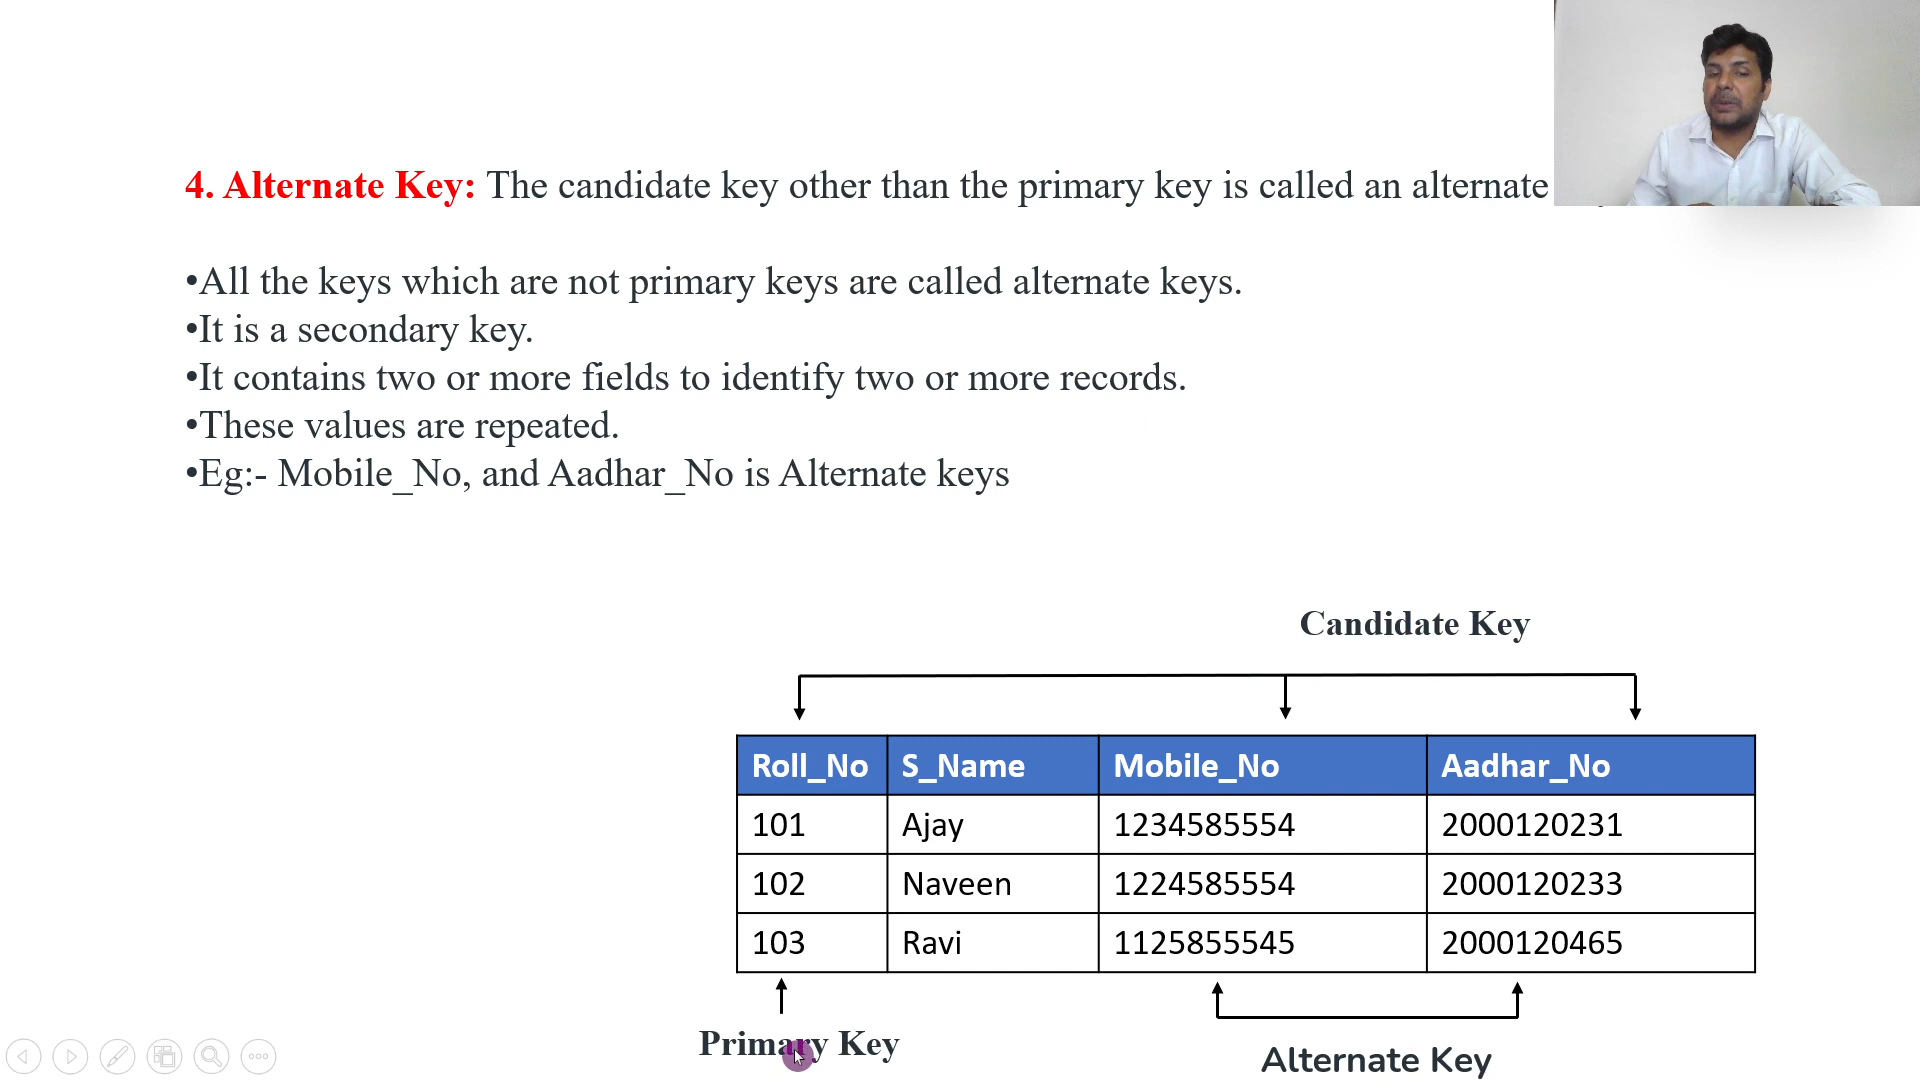 4. Alternate Key: The candidate key other than the primary key is called an alternate
•All the keys which are not primary keys are called alternate keys.
•It is a secondary key.
•It contains two or more fields to identify two or more records.
•These values are repeated.
•Eg:- Mobile_No, and Aadhar_No is Alternate keys
Candidate Key
Roll_No S_Name Mobile_No Aadhar_No
101 Ajay 1234585554 2000120231
102 Naveen 1224585554 2000120233
103 Ravi 1125855545 2000120465
Primary Key
Alternate Key